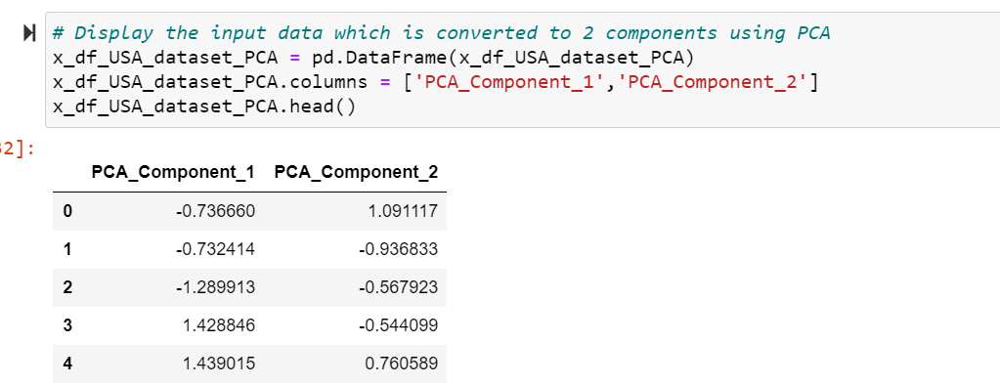 # Display the input data which is converted to 2 components using PCA
x_df_USA_dataset_PCA = pd.DataFrame(x_df_USA_dataset_PCA)
x_df_USA_dataset_PCA.columns = ['PCA_Component_1','PCA_Component_2']
x_df_USA_dataset_PCA.head()
2]:
PCA_Component_1 PCA_Component_2
0 -0.736660 1.091117
1 -0.732414 -0.936833
2 -1.289913 -0.567923
3 1.428846 -0.544099
4 1.439015 0.760589